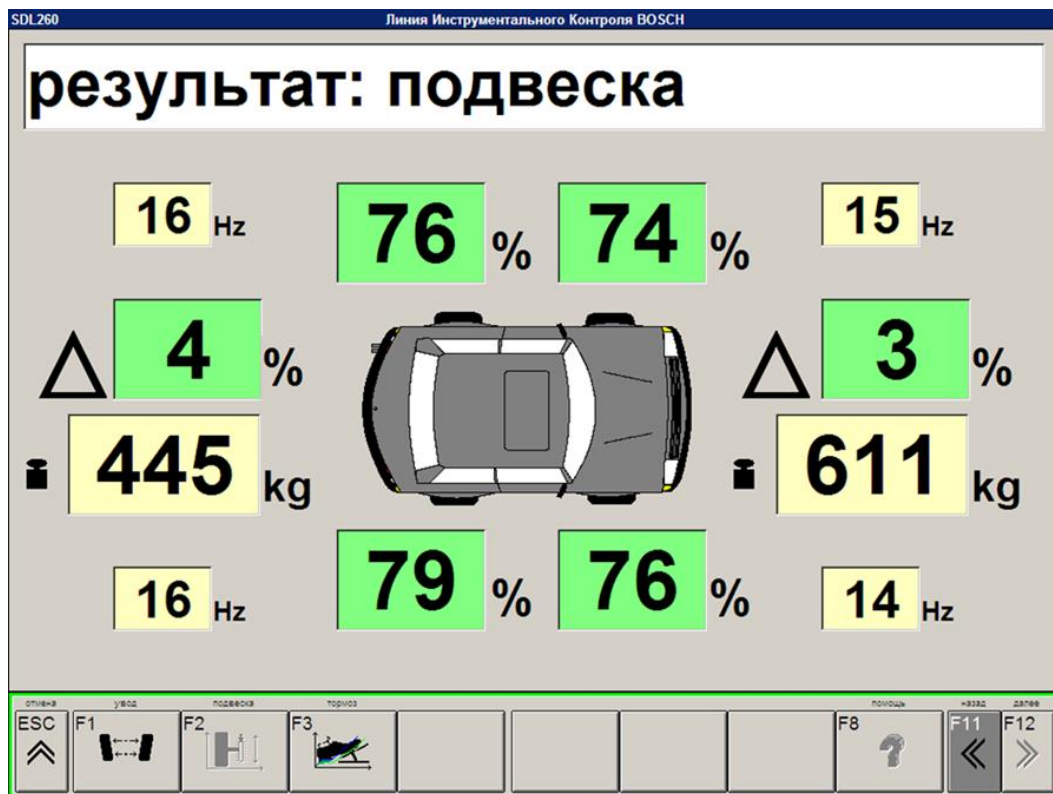 SDL260 Линия Инструментального Контроля BOSCH
результат: подвеска
16 Hz 76 % 74 % 15 Hz
4 % 3 %
445 kg 611 kg
16 Hz 79 % 76 % 14 Hz
отмена увод подвеска тормоз помощь назад далее
ESC F1 F2 F3 F8 F11 F12